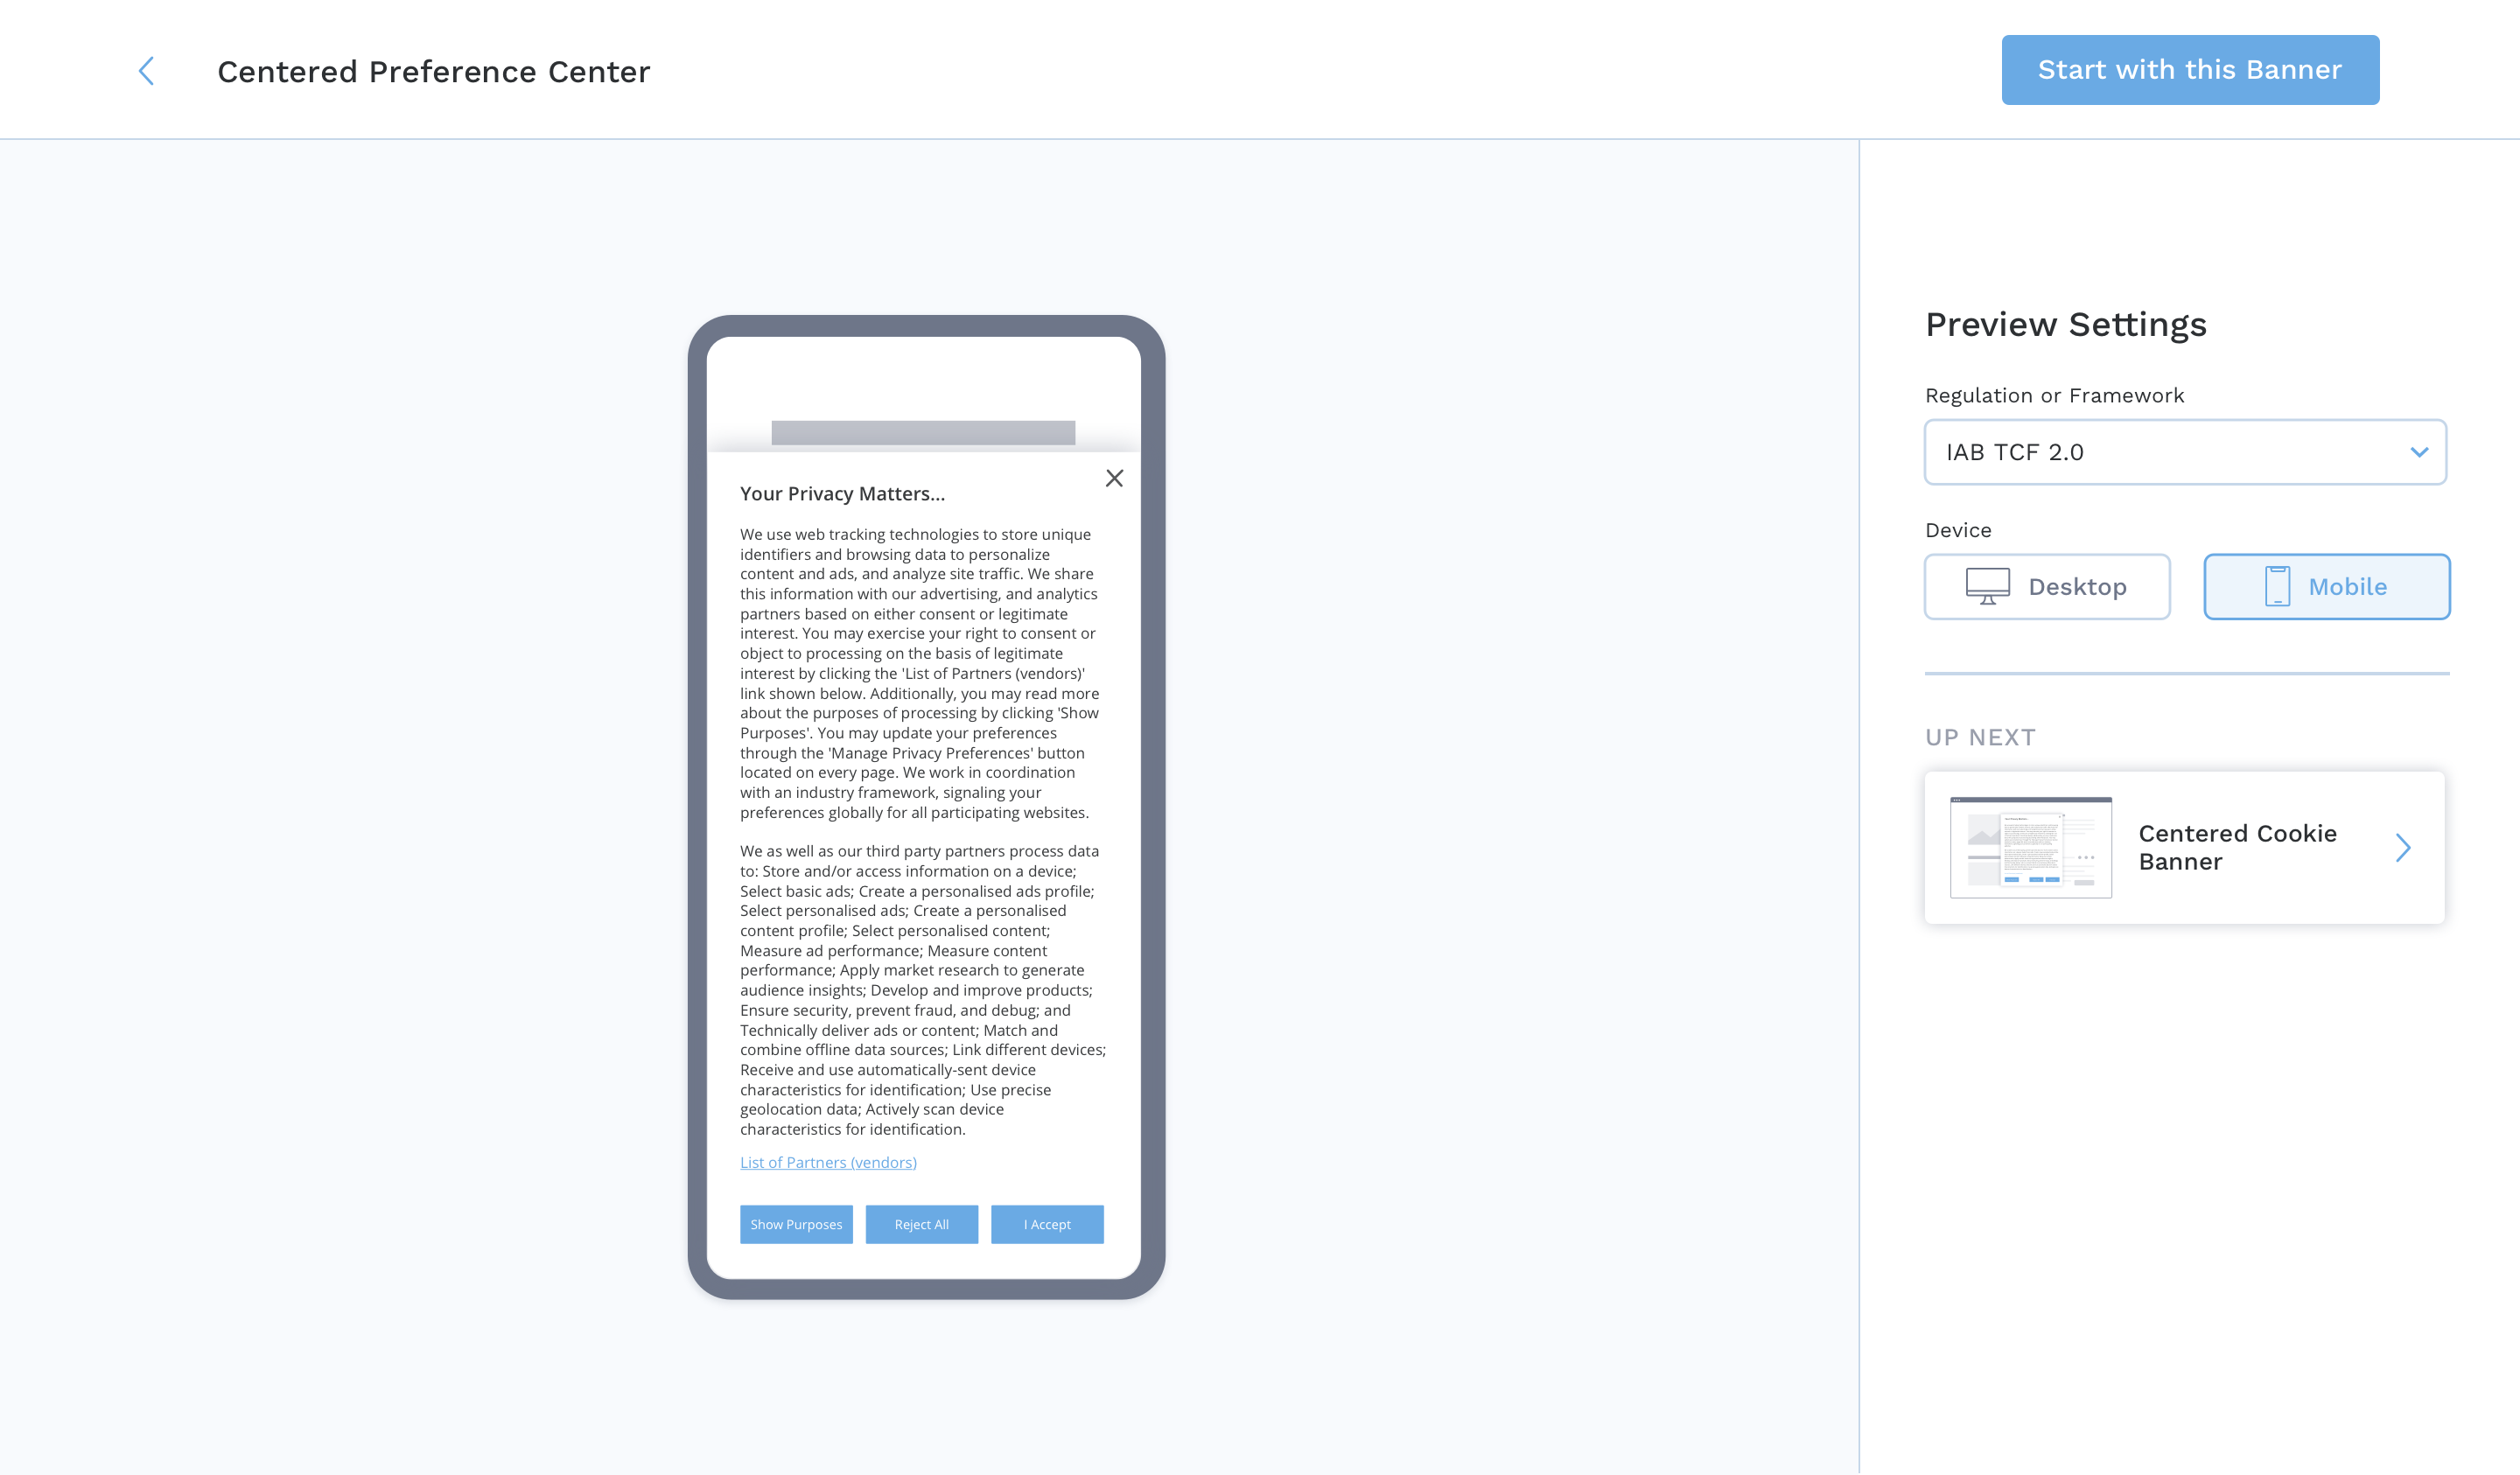 Centered Preference Center
Start with this Banner
Your Privacy Matters...
We use web tracking technologies to store unique
identifiers and browsing data to personalize
content and ads, and analyze site traffic. We share
this information with our advertising, and analytics
partners based on either consent or legitimate
interest. You may exercise your right to consent or
object to processing on the basis of legitimate
interest by clicking the 'List of Partners (vendors)'
link shown below. Additionally, you may read more
about the purposes of processing by clicking 'Show
Purposes'. You may update your preferences
through the 'Manage Privacy Preferences' button
located on every page. We work in coordination
with an industry framework, signaling your
preferences globally for all participating websites.
We as well as our third party partners process data
to: Store and/or access information on a device;
Select basic ads; Create a personalised ads profile;
Select personalised ads; Create a personalised
content profile; Select personalised content;
Measure ad performance; Measure content
performance; Apply market research to generate
audience insights; Develop and improve products;
Ensure security, prevent fraud, and debug; and
Technically deliver ads or content; Match and
combine offline data sources; Link different devices;
Receive and use automatically-sent device
characteristics for identification; Use precise
geolocation data; Actively scan device
characteristics for identification.
List of Partners (vendors)
Show Purposes
Reject All
I Accept
Preview Settings
Regulation or Framework
IAB TCF 2.0
Device
Desktop
Mobile
UP NEXT
Centered Cookie
Banner